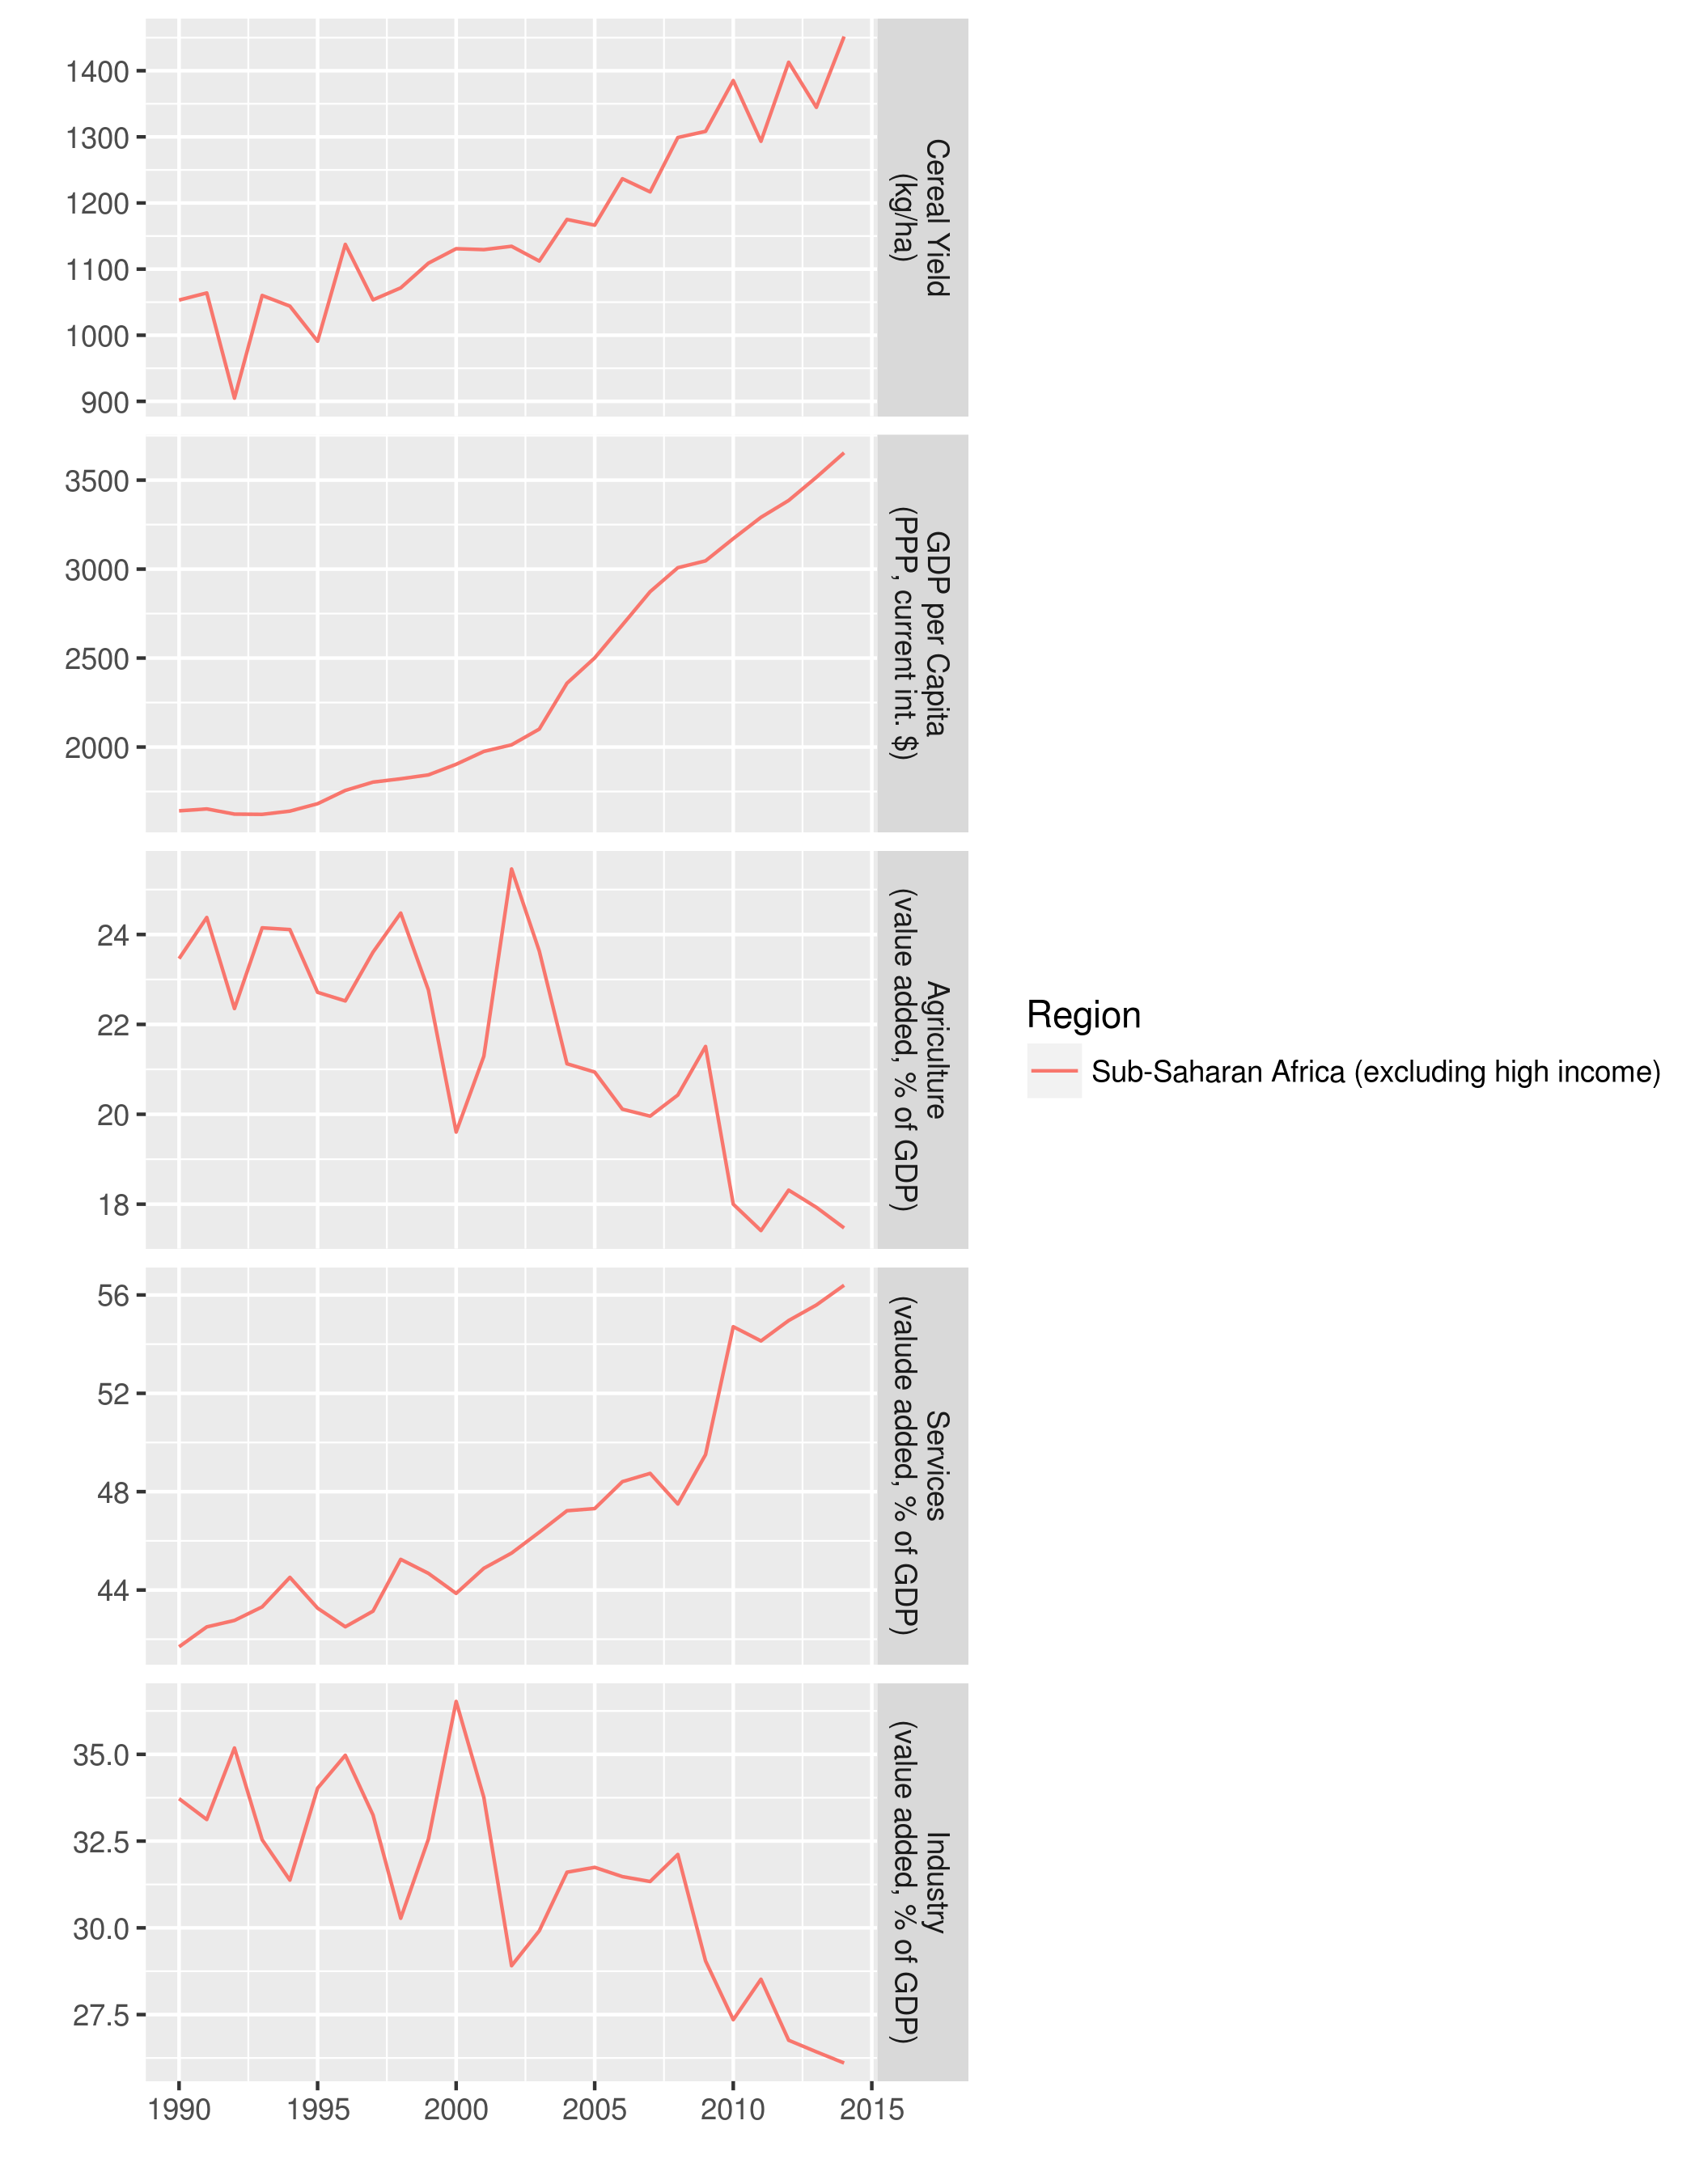 1400
1300
1200
1100
1000
900
Cereal Yield
(kg/ha)
3500
3000
2500
2000
GDP per Capita
(PPP, current int. $)
24
22
20
18
Agriculture
(value added, % of GDP)
Region
Sub-Saharan Africa (excluding high income)
56
52
48
44
Services
(valude added, % of GDP)
35.0
32.5
30.0
27.5
Industry
(value added, % of GDP)
1990 1995 2000 2005 2010 2015